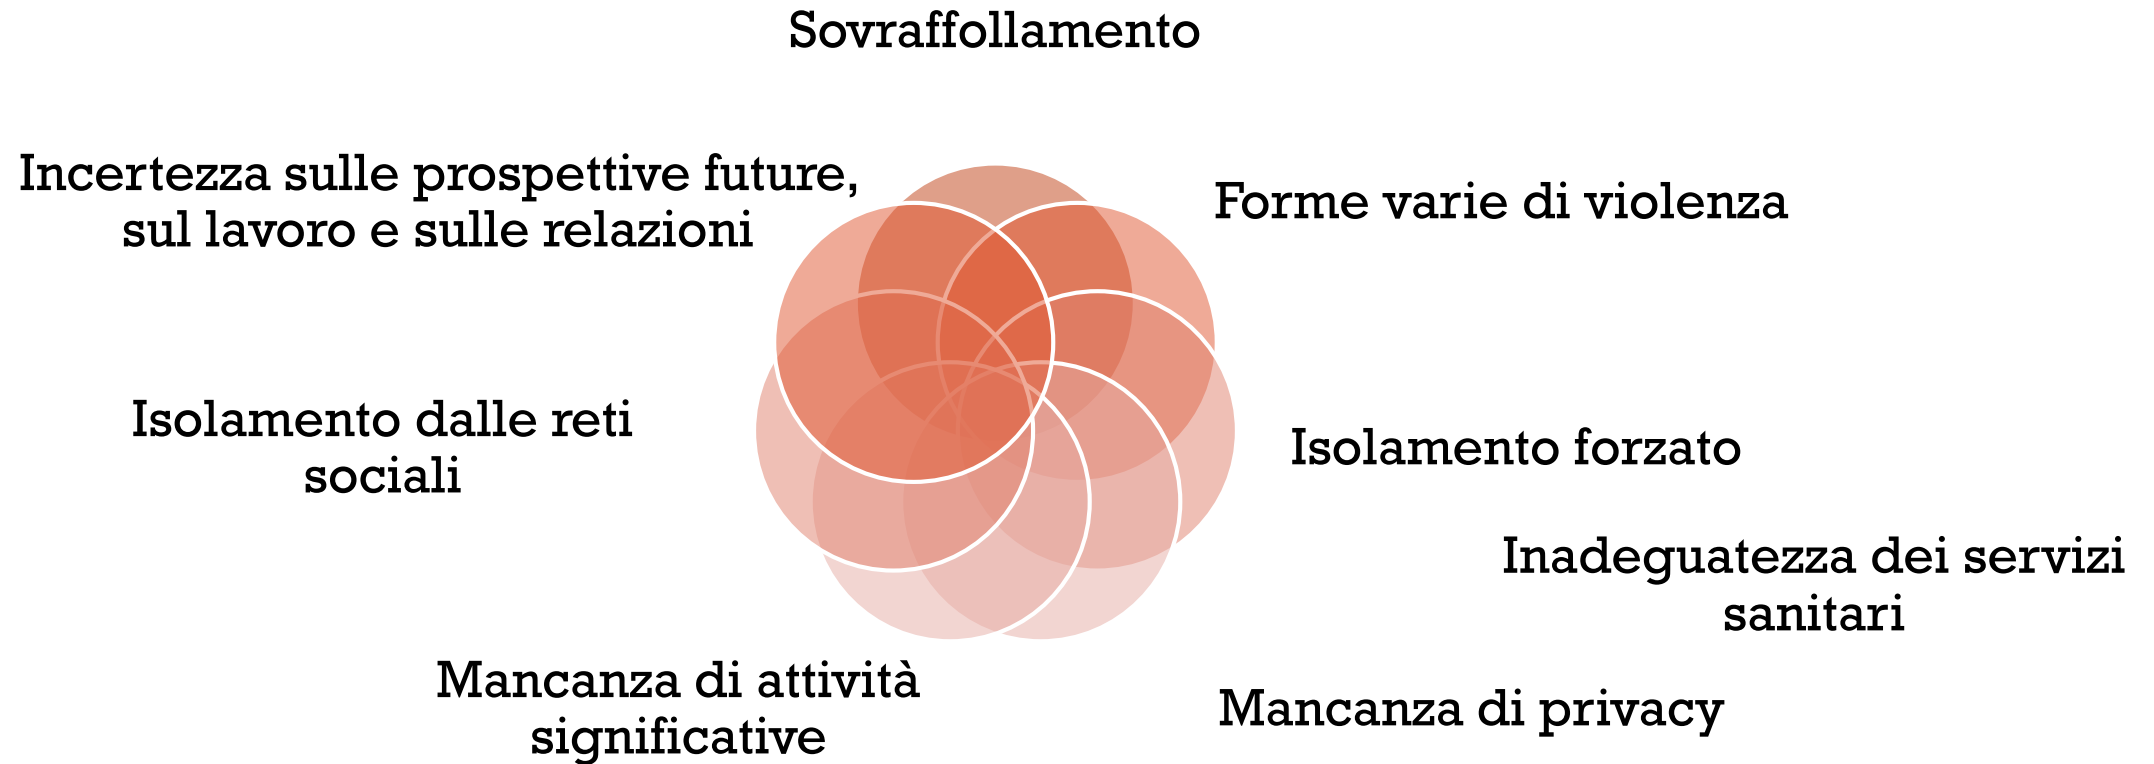 Sovraffollamento
Incertezza sulle prospettive future,
sul lavoro e sulle relazioni
Forme varie di violenza
Isolamento dalle reti
sociali
Isolamento forzato
Inadeguatezza dei servizi
sanitari
Mancanza di attività
significative
Mancanza di privacy